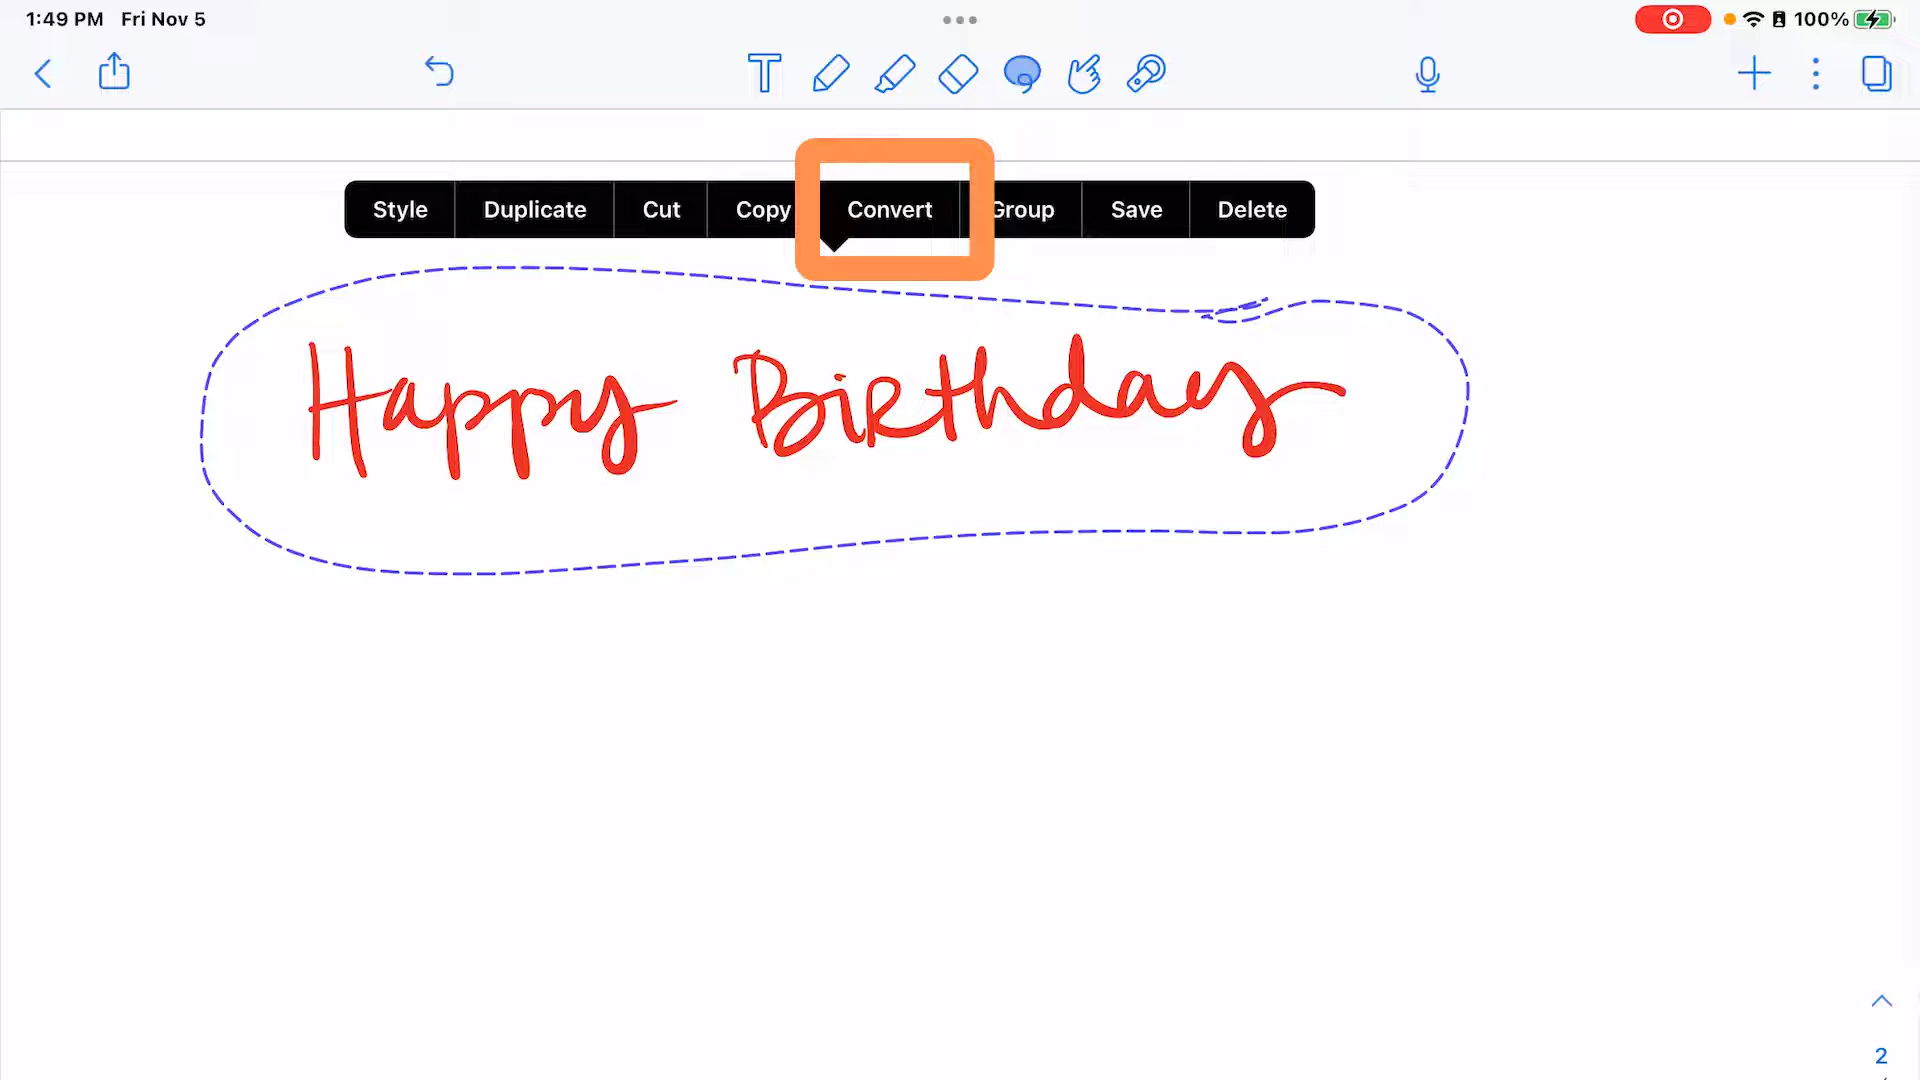 1:49 PM Fri Nov 5 100%
Style Duplicate Cut Copy Convert Group Save Delete
Happy Birthday
2